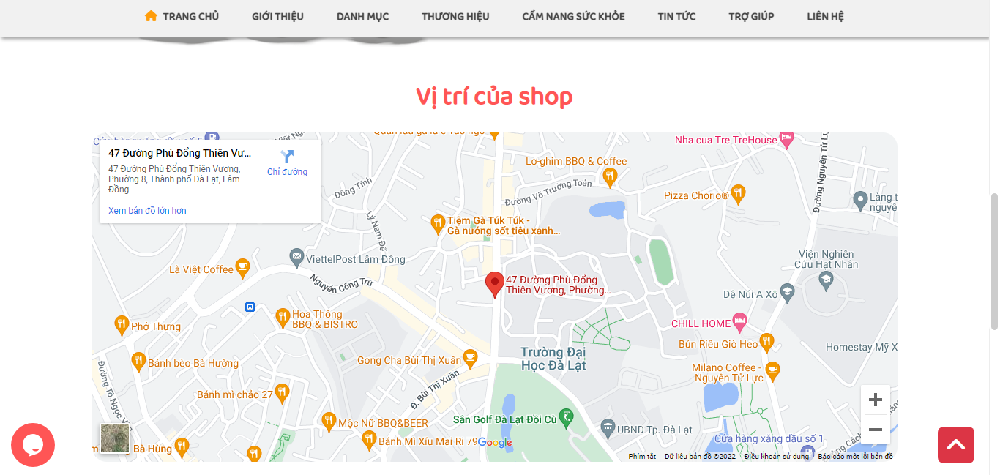 TRANG CHỦ GIỚI THIỆU DANH MỤC THƯƠNG HIỆU CẨM NANG SỨC KHỎE TIN TỨC TRỢ GIÚP LIÊN HỆ
Vị trí của shop
47 Đường Phù Đổng Thiên Vư...
47 Đường Phù Đổng Thiên Vương,
Phường 8, Thành phố Đà Lạt, Lâm
Đồng
Chỉ đường
Xem bản đồ lớn hơn
Nha cua Tre TreHouse
Lơ-ghim BBQ & Coffee
Đường Nguyên Tử Lực
Đông Tĩnh
Đường Võ Trường Toản
Pizza Chorio®
Làng
nguyê
Lý Nam Đế
Tiệm Gà Túk Túk -
Gà nướng sốt tiêu xanh...
ViettelPost Lâm Đồng
Là Việt Coffee
Viện Nghiên
Cứu Hạt Nhân
Nguyễn Công Trứ
47 Đường Phù Đổng
Thiên Vương, Phường...
Dê Núi A Xô
Hoa Thông
BBQ & BISTRO
Phở Thưng
CHILL HOME
Bún Riêu Giò Heo
Homestay Mỹ X
Trường Đại
Học Đà Lạt
Gong Cha Bùi Thị Xuân
Bánh bèo Bà Hường
Milano Coffee -
Nguyên Tử Lực
Đường Tô Ngọc Vân
Đ. Bùi Thị Xuân
Bánh mì chảo 27
Sân Golf Đà Lạt Đồi Cù
Mộc Nữ BBQ&BEER
UBND Tp. Đà Lạt
Bánh Mì Xíu Mại Ri 79
Google
Cửa hàng xăng dầu số 1
Bà Hùng
Phím tắt Dữ liệu bản đồ ©2022 Điều khoản sử dụng Báo cáo một lỗi bản đồ